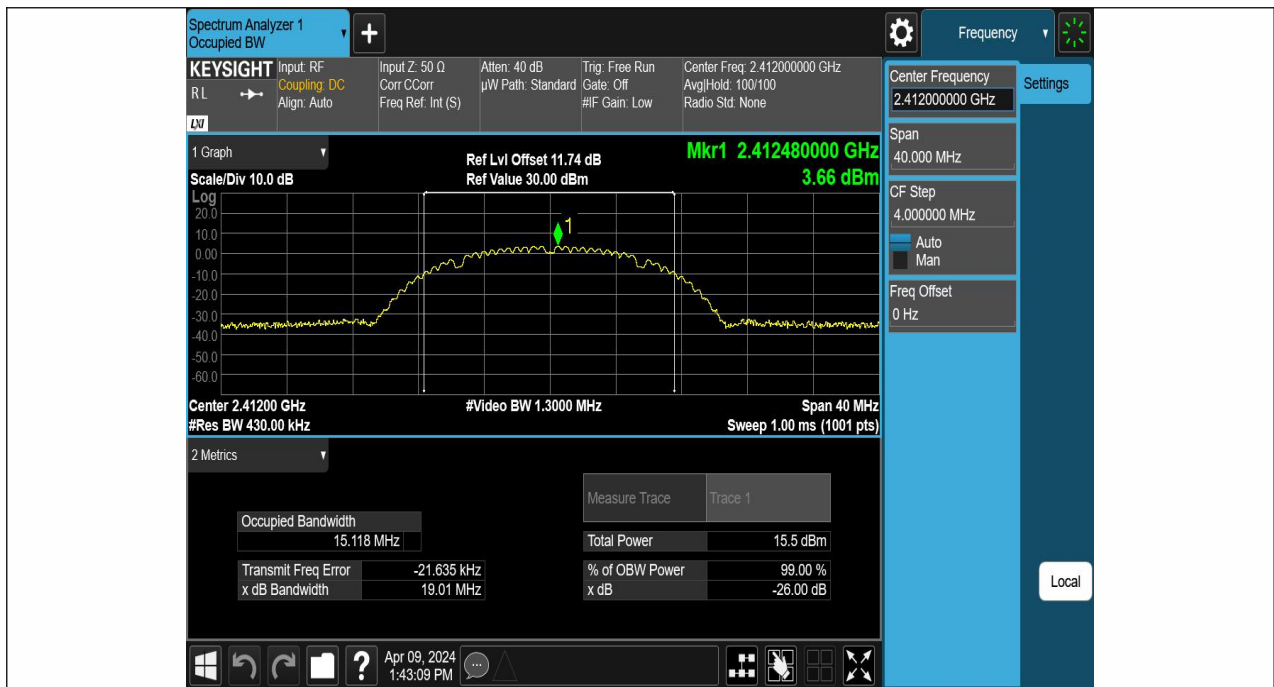 Spectrum Analyzer 1
Occupied BW
+
Frequency
KEYSIGHT
R L
LXI
Input: RF
Coupling: DC
Align: Auto
Input Z: 50 Ω
Corr CCorr
Freq Ref: Int (S)
Atten: 40 dB
µW Path: Standard
Trig: Free Run
Gate: Off
#IF Gain: Low
Center Freq: 2.412000000 GHz
Avg|Hold: 100/100
Radio Std: None
Center Frequency
2.412000000 GHz
Settings
Span
40.000 MHz
CF Step
4.000000 MHz
Auto
Man
Freq Offset
0 Hz
Local
1 Graph
Scale/Div 10.0 dB
Ref Lvl Offset 11.74 dB
Ref Value 30.00 dBm
Mkr1 2.412480000 GHz
3.66 dBm
Log
20.0
10.0
0.00
-10.0
-20.0
-30.0
-40.0
-50.0
-60.0
1
Center 2.41200 GHz
#Res BW 430.00 kHz
#Video BW 1.3000 MHz
Span 40 MHz
Sweep 1.00 ms (1001 pts)
2 Metrics
Measure Trace Trace 1
Occupied Bandwidth
15.118 MHz
Total Power 15.5 dBm
Transmit Freq Error -21.635 kHz
% of OBW Power 99.00 %
x dB Bandwidth 19.01 MHz
x dB -26.00 dB
?
Apr 09, 2024
1:43:09 PM